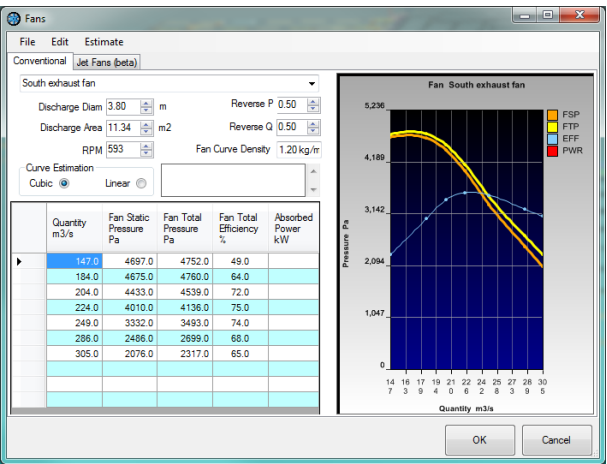 Fans
File Edit Estimate
Conventional Jet Fans (beta)
South exhaust fan
Discharge Diam 3.80 m Reverse P 0.50
Discharge Area 11.34 m2 Reverse Q 0.50
RPM 593 Fan Curve Density 1.20 kg/m
Curve Estimation
Cubic Linear
Quantity m3/s Fan Static Pressure Pa Fan Total Pressure Pa Fan Total Efficiency % Absorbed Power kW
147.0 4697.0 4752.0 49.0
184.0 4675.0 4760.0 64.0
204.0 4433.0 4539.0 72.0
224.0 4010.0 4136.0 75.0
249.0 3332.0 3493.0 74.0
286.0 2486.0 2699.0 68.0
305.0 2076.0 2317.0 65.0
Fan South exhaust fan
5,236
4,189
3,142
2,094
1,047
0
Pressure Pa
FSP
FTP
EFF
PWR
14 16 17 19 21 22 24 25 27 28 30
7 3 9 4 0 6 2 8 3 9 5
Quantity m3/s
OK Cancel